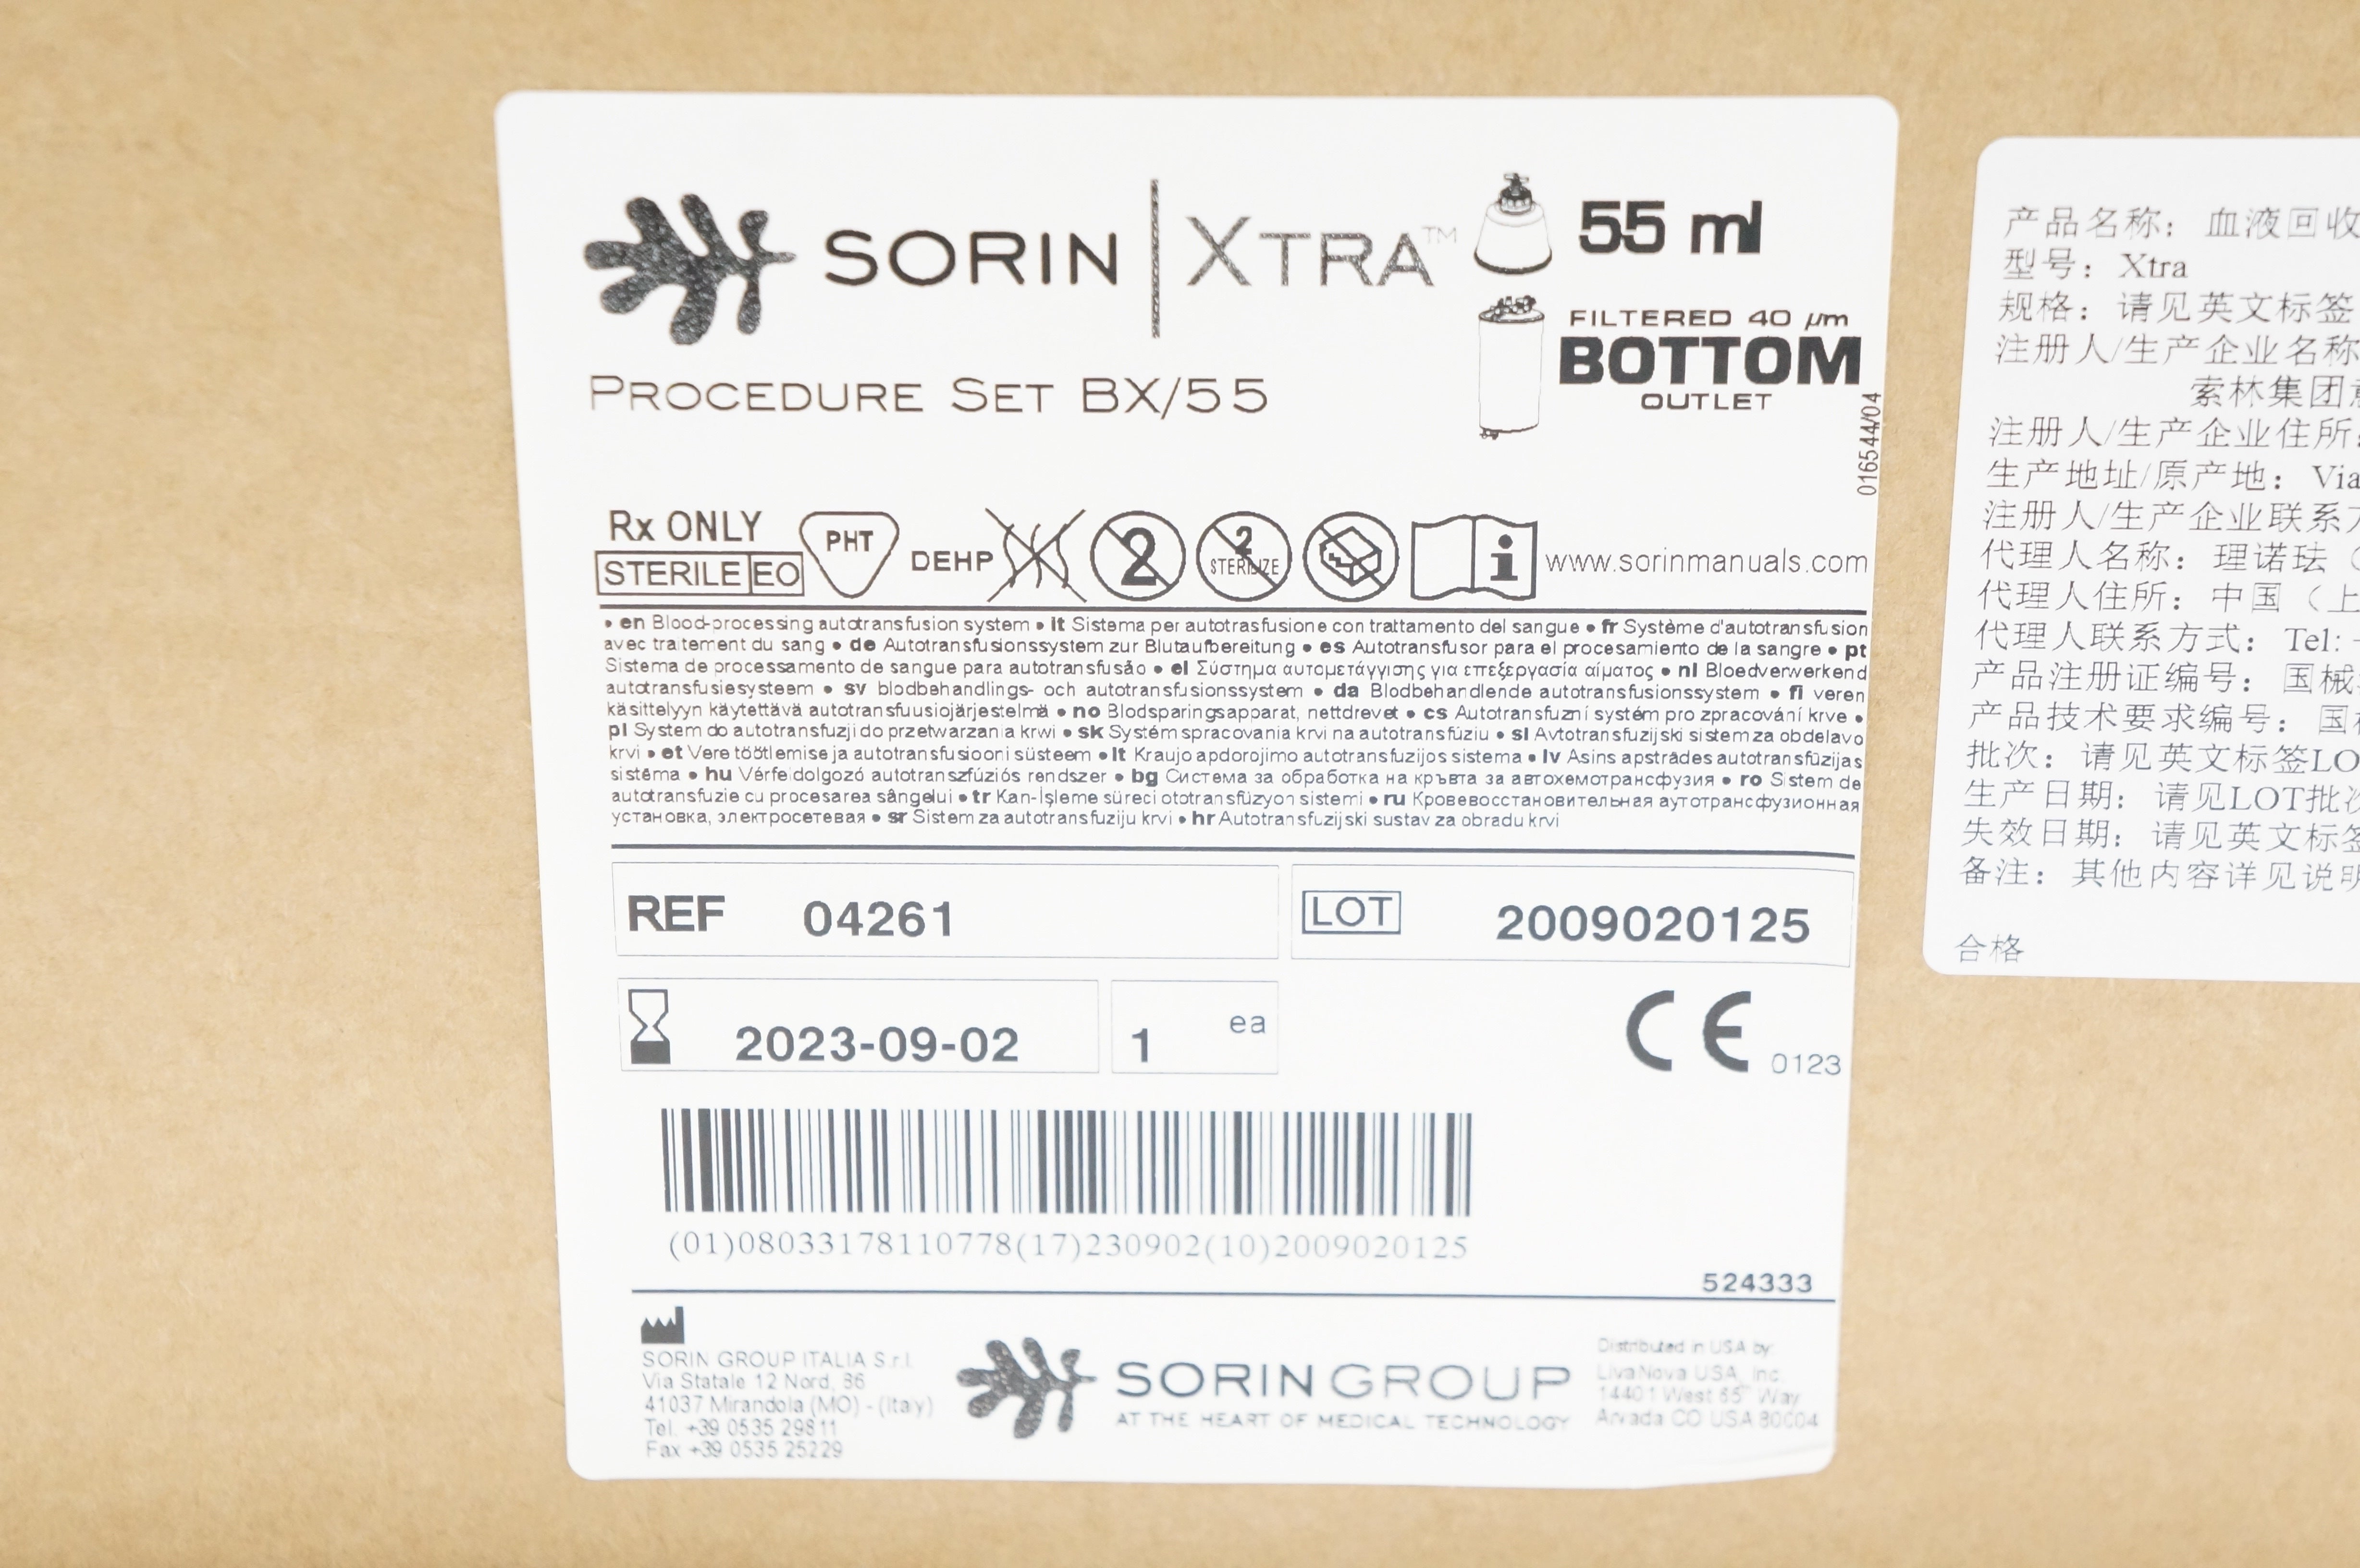 SORIN | XTRA™
55 ml
FILTERED 40 µm
BOTTOM
OUTLET
PROCEDURE SET BX/55
016544/04
Rx ONLY
STERILE EO
PHT
DEHP
2
2
STERILIZE
www.sorinmanuals.com
• en Blood-processing autotransfusion system • it Sistema per autotrasfusione con trattamento del sangue • fr Système d'autotransfusion
avec traitement du sang • de Autotransfusionssystem zur Blutaufbereitung • es Autotransfusor para el procesamiento de la sangre • pt
Sistema de processamento de sangue para autotransfusão • el Σύστημα αυτομετάγγισης για επεξεργασία αίματος • nl Bloedverwerkend
autotransfusiesysteem • sv blodbehandlings- och autotransfusionssystem • da Blodbehandlende autotransfusionssystem • fi veren
käsittelyyn käytettävä autotransfuusiojärjestelmä • no Blodsparingsapparat, nettdrevet • cs Autotransfuzní systém pro zpracování krve •
pl System do autotransfuzji do przetwarzania krwi • sk Systém spracovania krvi na autotransfúziu • sl Avtotransfuzijski sistem za obdelavo
krvi • et Vere töötlemise ja autotransfusiooni süsteem • lt Kraujo apdorojimo autotransfuzijos sistema • lv Asins apstrādes autotransfūzijas
sistēma • hu Vérfeldolgozó autotranszfúziós rendszer • bg Система за обработка на кръвта за автохемотрансфузия • ro Sistem de
autotransfuzie cu procesarea sângelui • tr Kan-İşleme süreci ototransfüzyon sistemi • ru Кровевосстановительная аутотрансфузионная
установка, электросетевая • sr Sistem za autotransfuziju krvi • hr Autotransfuzijski sustav za obradu krvi
REF 04261
LOT 2009020125
2023-09-02
1 ea
CE 0123
(01)08033178110778(17)230902(10)2009020125
524333
SORIN GROUP ITALIA S.r.l.
Via Statale 12 Nord, 86
41037 Mirandola (MO) - (Italy)
Tel. +39 0535 29811
Fax +39 0535 25229
SORIN GROUP
AT THE HEART OF MEDICAL TECHNOLOGY
Distributed in USA by:
LivaNova USA, Inc.
14401 West 65th Way
Arvada CO USA 80004
产品名称：血液回收
型号：Xtra
规格：请见英文标签
注册人/生产企业名称
索林集团意
注册人/生产企业住所：
生产地址/原产地：Via
注册人/生产企业联系方
代理人名称：理诺珐（
代理人住所：中国（上
代理人联系方式：Tel:
产品注册证编号：国械
产品技术要求编号：国
批次：请见英文标签LO
生产日期：请见LOT批次
失效日期：请见英文标签
备注：其他内容详见说明
合格